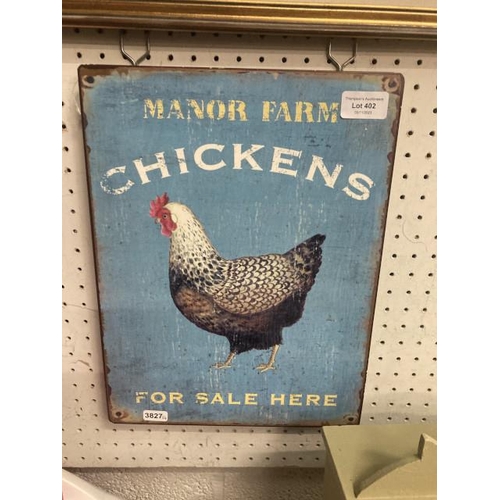 MANOR FARM
Lot 402
CHICKENS
FOR SALE HERE
3827